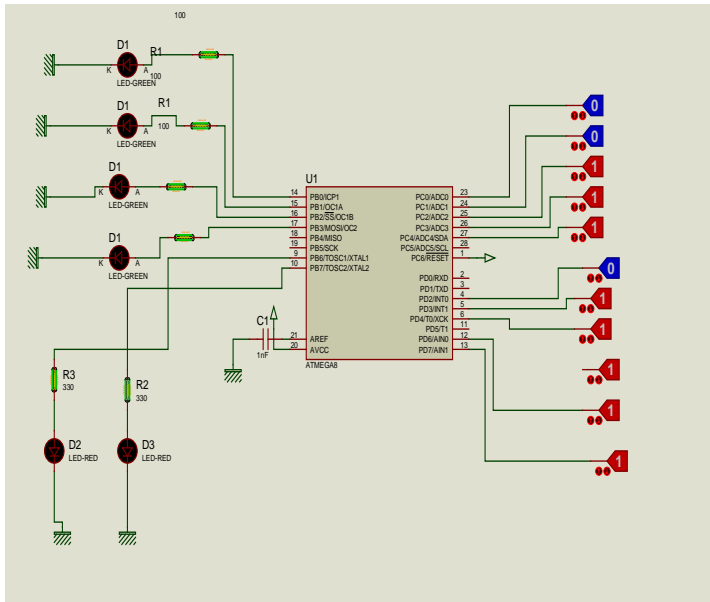 100
D1
R1
K
A
100
LED-GREEN
D1
R1
K
A
100
LED-GREEN
D1
K
A
LED-GREEN
D1
K
A
LED-GREEN
U1
14 PB0/ICP1 PC0/ADC0 23
15 PB1/OC1A PC1/ADC1 24
16 PB2/SS/OC1B PC2/ADC2 25
17 PB3/MOSI/OC2 PC3/ADC3 26
18 PB4/MISO PC4/ADC4/SDA 27
19 PB5/SCK PC5/ADC5/SCL 28
9 PB6/TOSC1/XTAL1 PC6/RESET 1
10 PB7/TOSC2/XTAL2
PD0/RXD 2
PD1/TXD 3
PD2/INT0 4
PD3/INT1 5
PD4/T0/XCK 6
PD5/T1 11
21 AREF PD6/AIN0 12
20 AVCC PD7/AIN1 13
ATMEGA8
C1
1nF
0
0
1
1
1
0
1
1
1
1
1
R3
330
R2
330
D2
LED-RED
D3
LED-RED